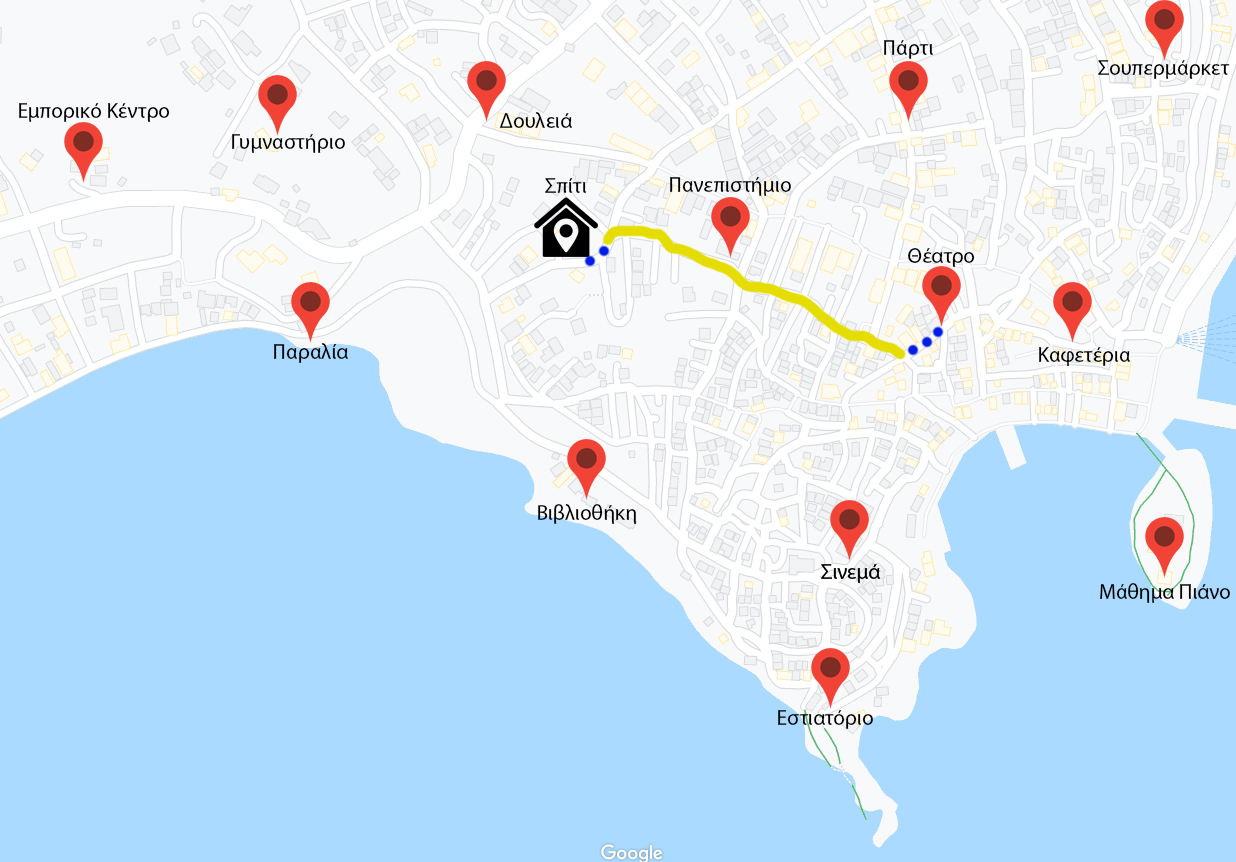 Πάρτι
Σουπερμάρκετ
Εμπορικό Κέντρο
Δουλειά
Γυμναστήριο
Σπίτι
Πανεπιστήμιο
Θέατρο
Παραλία
Καφετέρια
Βιβλιοθήκη
Σινεμά
Μάθημα Πιάνο
Εστιατόριο
Google